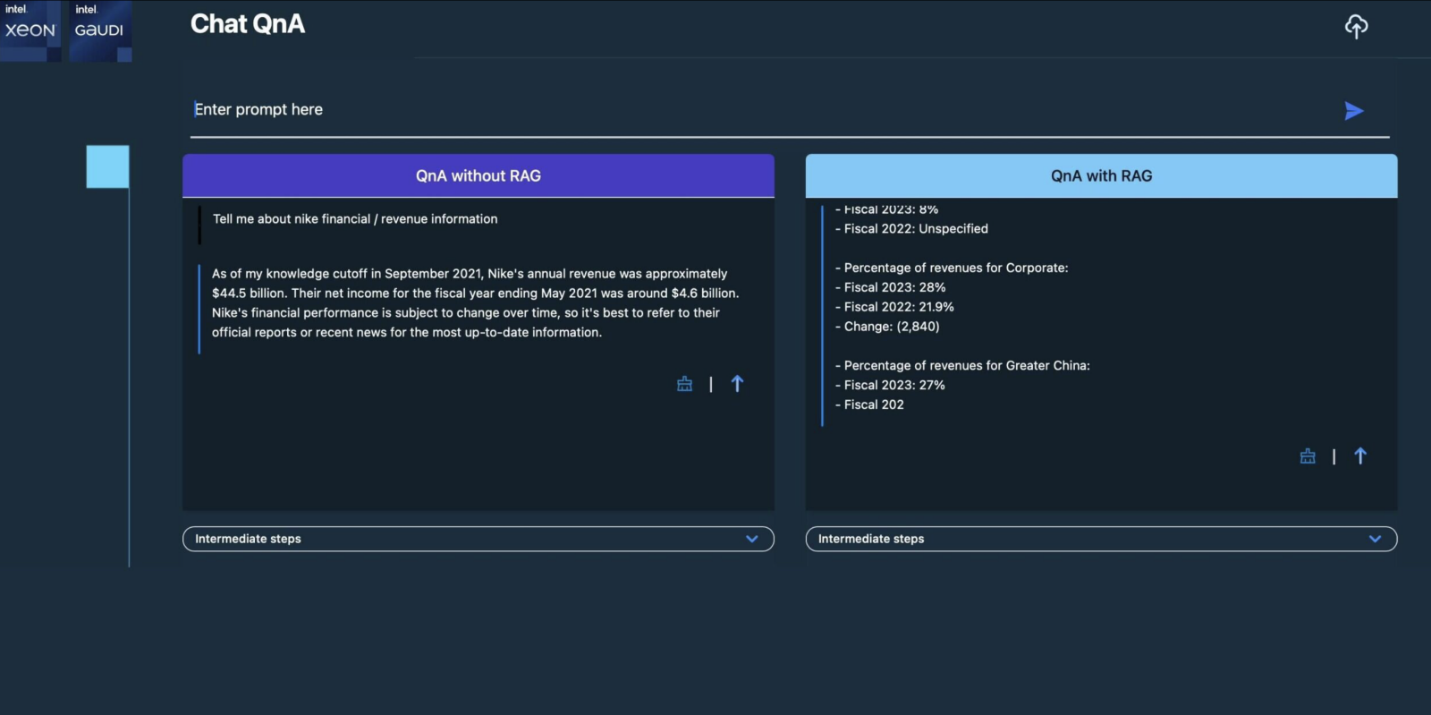 intel
xeon
intel
GAUDI
Chat QnA
Enter prompt here
QnA without RAG
Tell me about nike financial / revenue information
As of my knowledge cutoff in September 2021, Nike's annual revenue was approximately
$44.5 billion. Their net income for the fiscal year ending May 2021 was around $4.6 billion.
Nike's financial performance is subject to change over time, so it's best to refer to their
official reports or recent news for the most up-to-date information.
|
Intermediate steps
QnA with RAG
- Fiscal 2023: 8%
- Fiscal 2022: Unspecified
- Percentage of revenues for Corporate:
- Fiscal 2023: 28%
- Fiscal 2022: 21.9%
- Change: (2,840)
- Percentage of revenues for Greater China:
- Fiscal 2023: 27%
- Fiscal 202
|
Intermediate steps